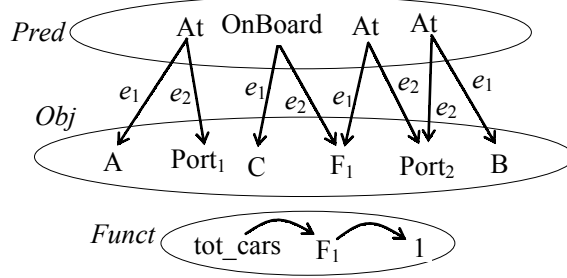 Pred At OnBoard At At
e₁ e₂ e₁ e₂ e₁ e₂ e₂ e₁
Obj
A Port₁ C F₁ Port₂ B
Funct tot_cars F₁ 1